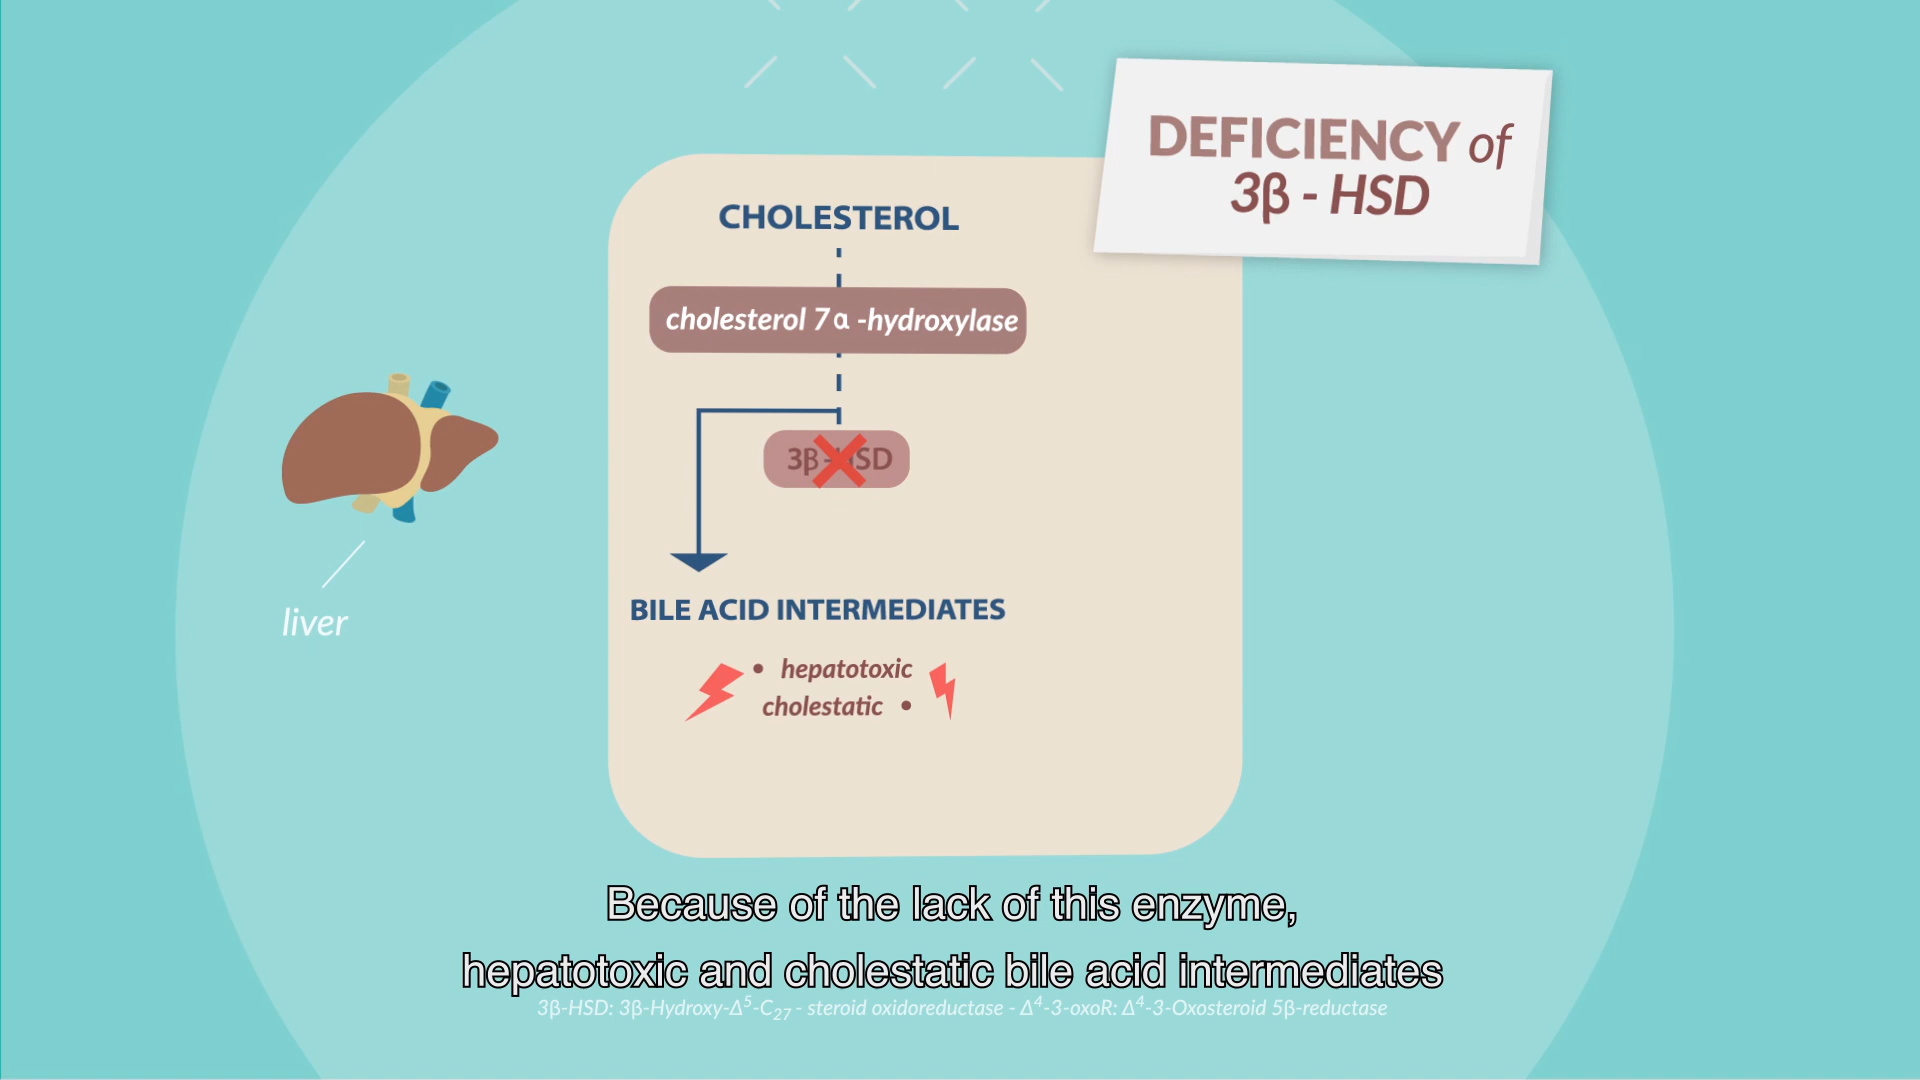 DEFICIENCY of
3β - HSD
CHOLESTEROL
cholesterol 7α -hydroxylase
3β-HSD
BILE ACID INTERMEDIATES
• hepatotoxic
cholestatic •
liver
Because of the lack of this enzyme,
hepatotoxic and cholestatic bile acid intermediates
3β-HSD: 3β-Hydroxy-Δ⁵-C₂₇ - steroid oxidoreductase - Δ⁴-3-oxoR: Δ⁴-3-Oxosteroid 5β-reductase